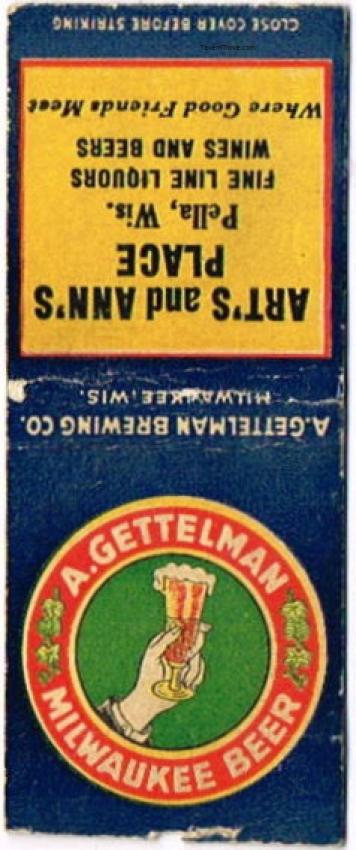 A. GETTELMAN
MILWAUKEE BEER
A. GETTELMAN BREWING CO.
MILWAUKEE, WIS.
ART'S and ANN'S
PLACE
Pella, Wis.
FINE LINE LIQUORS
WINES AND BEERS
Where Good Friends Meet
CLOSE COVER BEFORE STRIKING